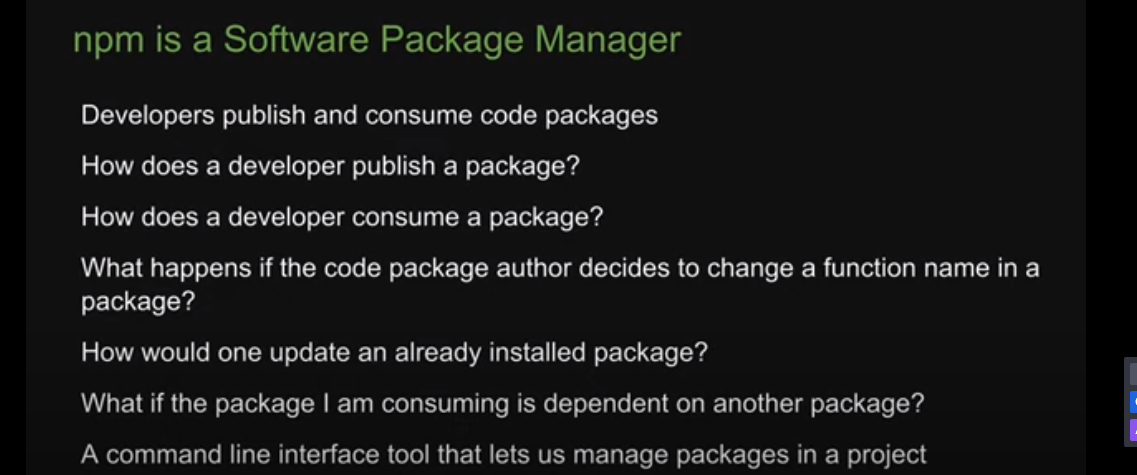 npm is a Software Package Manager
Developers publish and consume code packages
How does a developer publish a package?
How does a developer consume a package?
What happens if the code package author decides to change a function name in a
package?
How would one update an already installed package?
What if the package I am consuming is dependent on another package?
A command line interface tool that lets us manage packages in a project